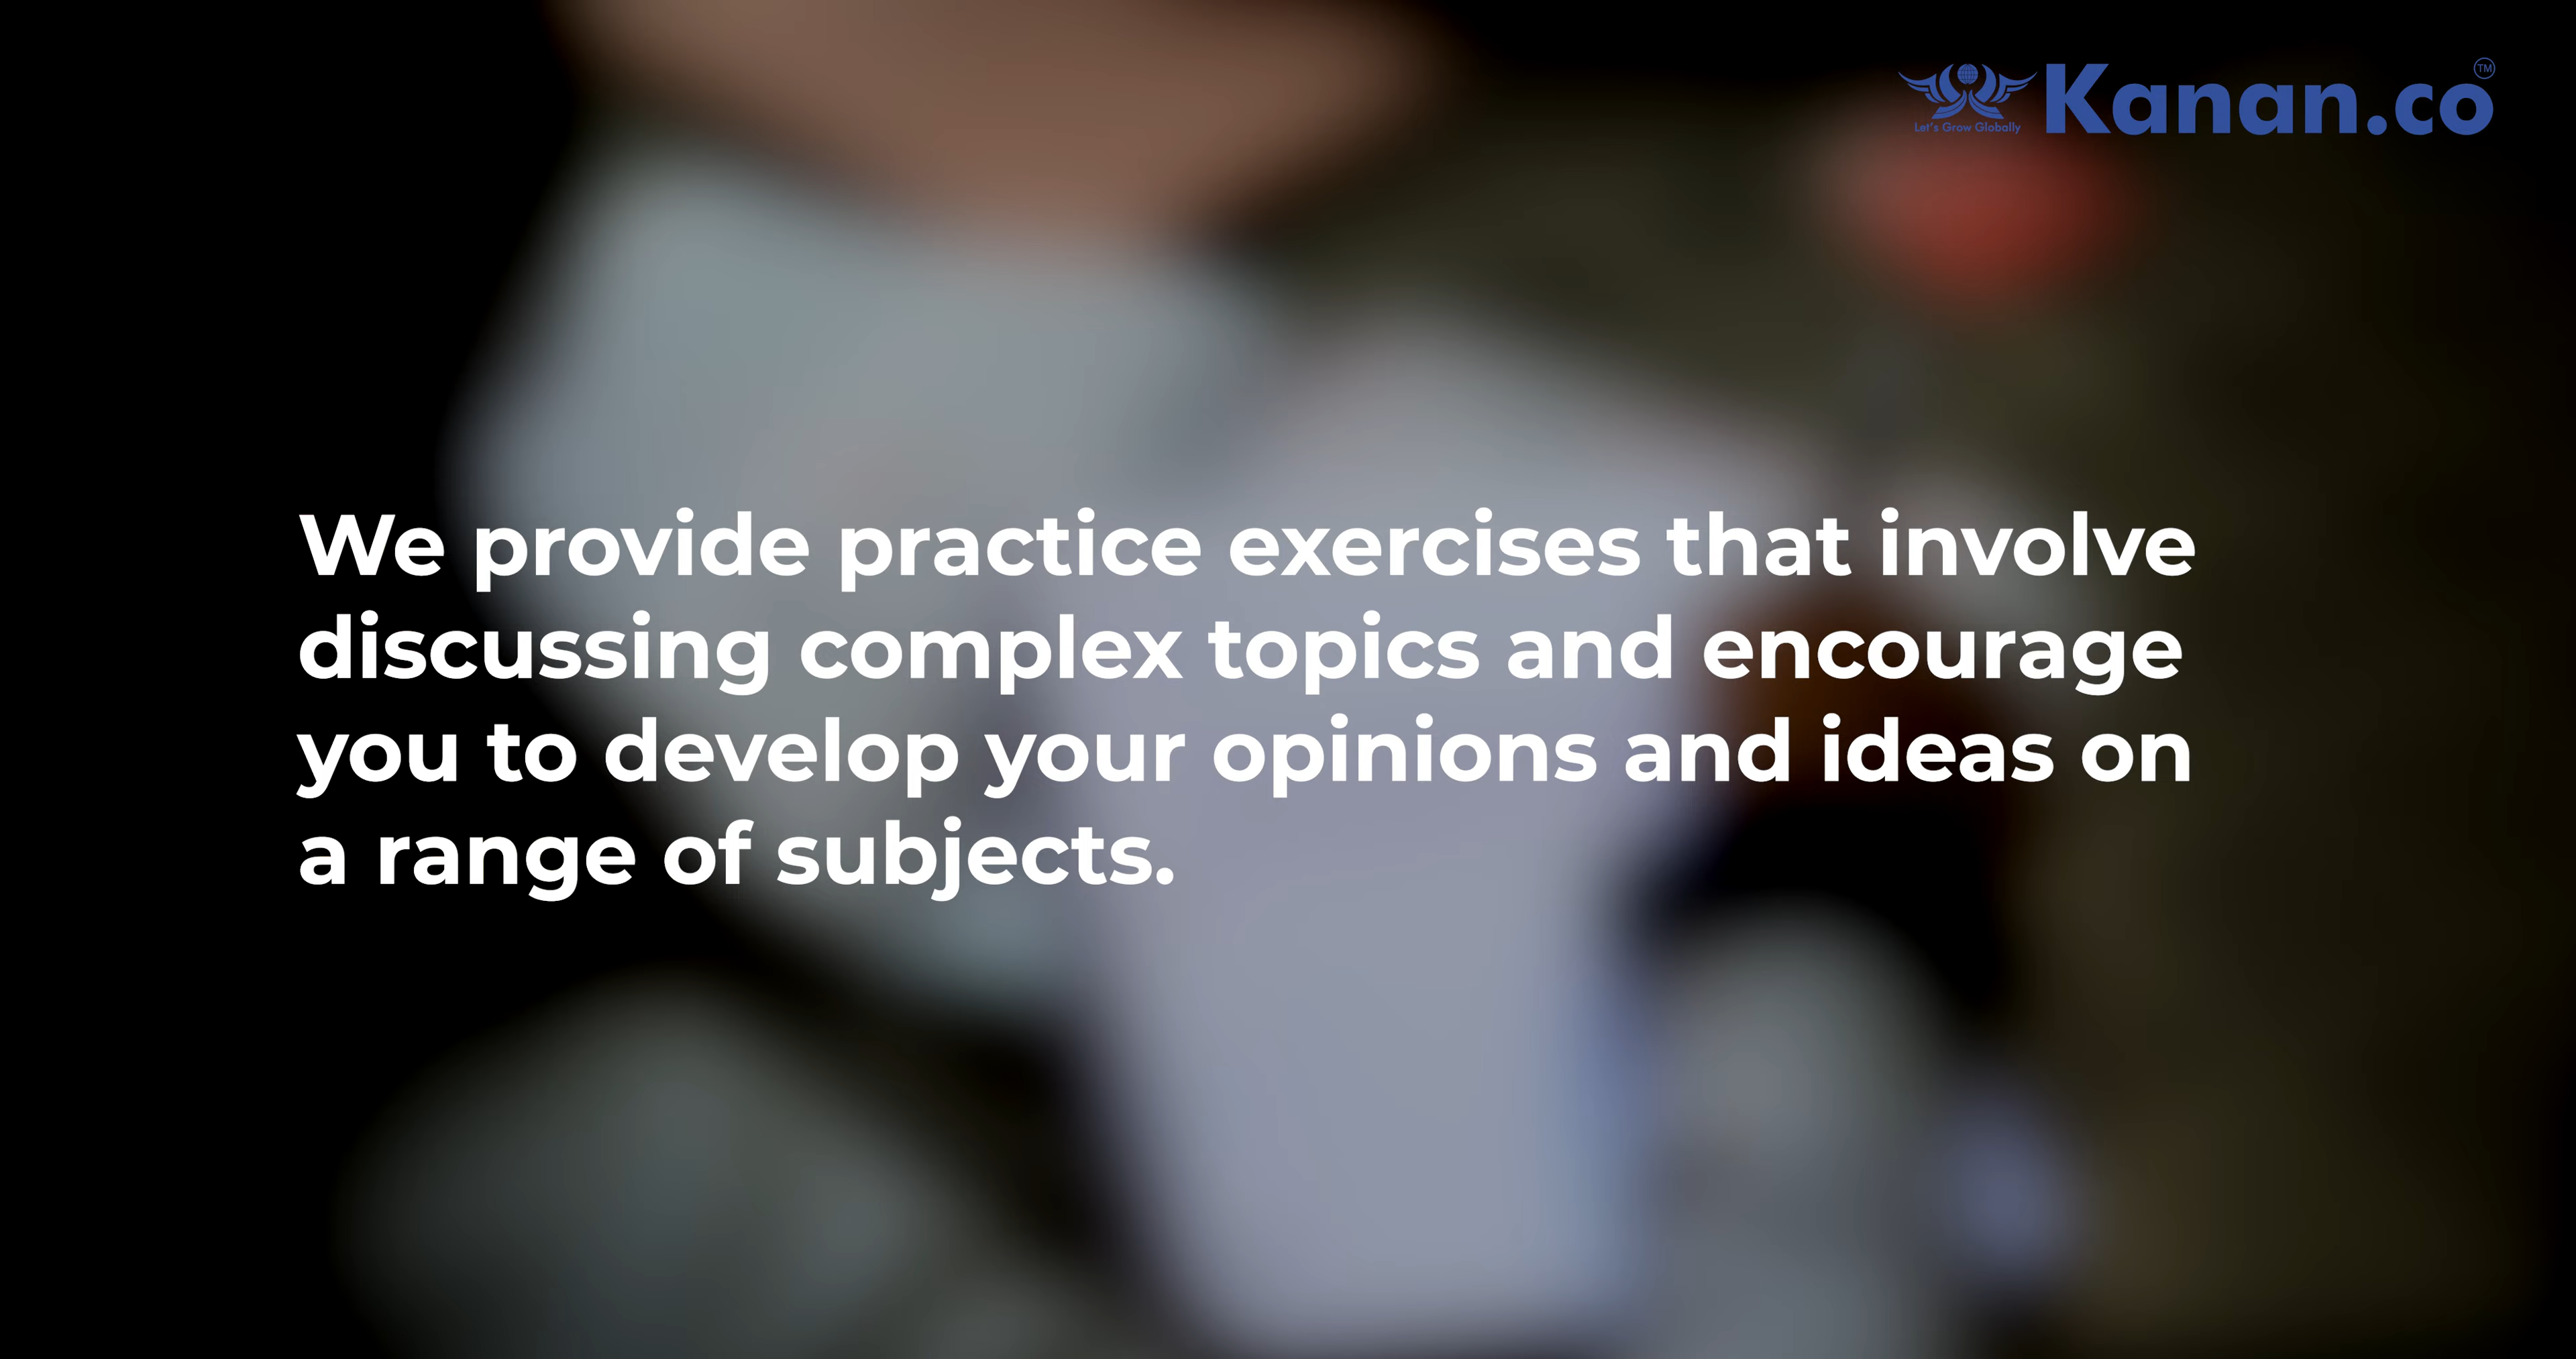 Kanan.co
TM
Let's Grow Globally
We provide practice exercises that involve
discussing complex topics and encourage
you to develop your opinions and ideas on
a range of subjects.